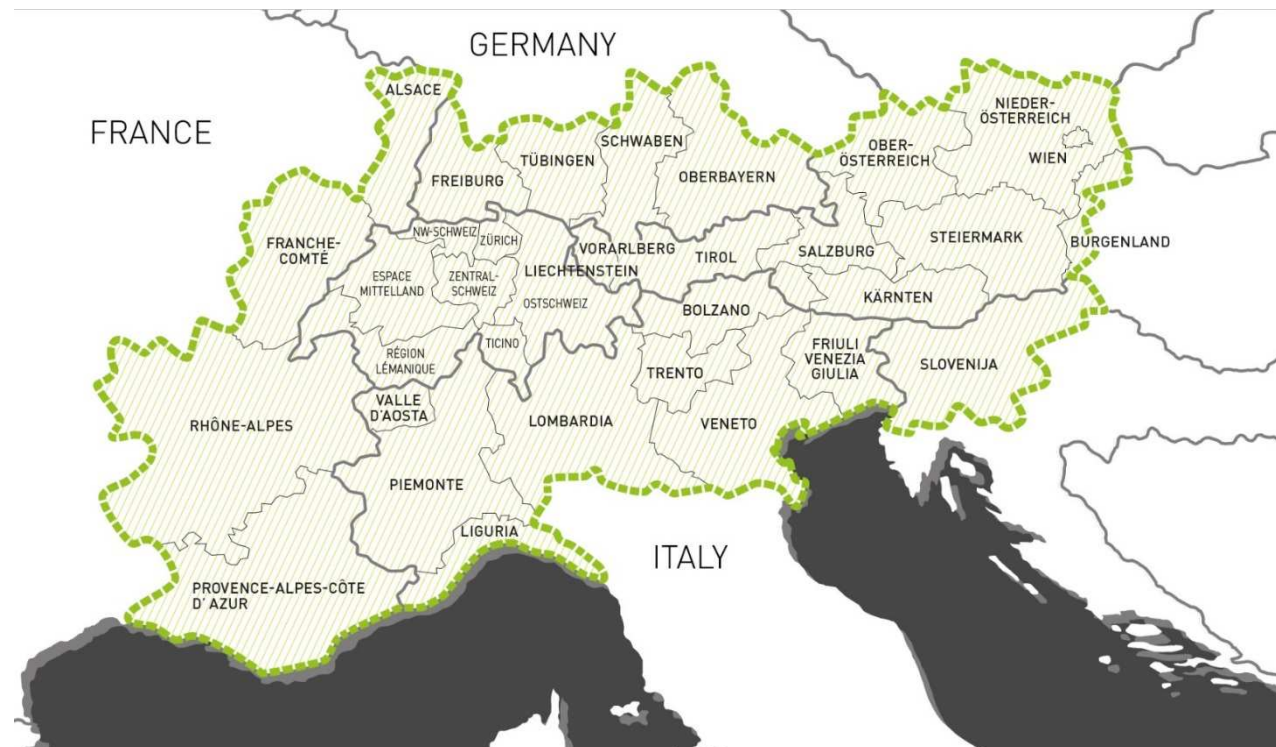 GERMANY
FRANCE
ALSACE
NIEDER-
ÖSTERREICH
SCHWABEN
OBER-
ÖSTERREICH
WIEN
TÜBINGEN
FREIBURG
OBERBAYERN
NW-SCHWEIZ
ZÜRICH
FRANCHE-
COMTÉ
VORARLBERG
TIROL
SALZBURG
STEIERMARK
BURGENLAND
ESPACE
MITTELLAND
ZENTRAL-
SCHWEIZ
LIECHTENSTEIN
OSTSCHWEIZ
KÄRNTEN
BOLZANO
TICINO
RÉGION
LÉMANIQUE
FRIULI
VENEZIA
GIULIA
SLOVENIJA
TRENTO
VALLE
D'AOSTA
RHÔNE-ALPES
LOMBARDIA
VENETO
PIEMONTE
LIGURIA
ITALY
PROVENCE-ALPES-CÔTE
D' AZUR